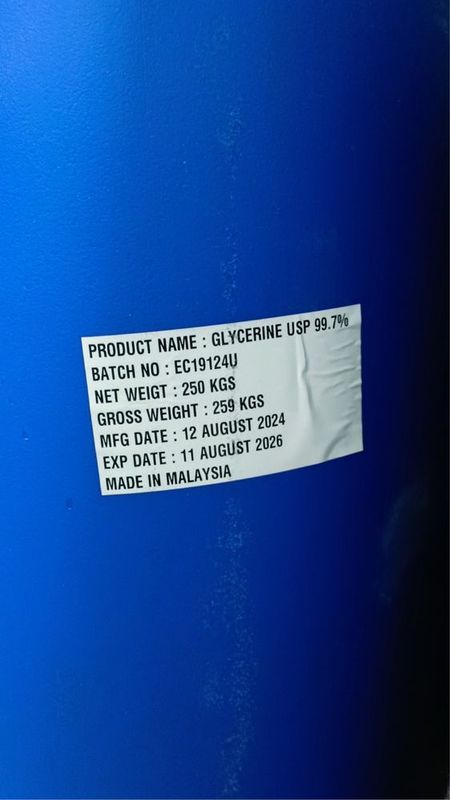 PRODUCT NAME : GLYCERINE USP 99.7%
BATCH NO : EC19124U
NET WEIGT : 250 KGS
GROSS WEIGHT : 259 KGS
MFG DATE : 12 AUGUST 2024
EXP DATE : 11 AUGUST 2026
MADE IN MALAYSIA